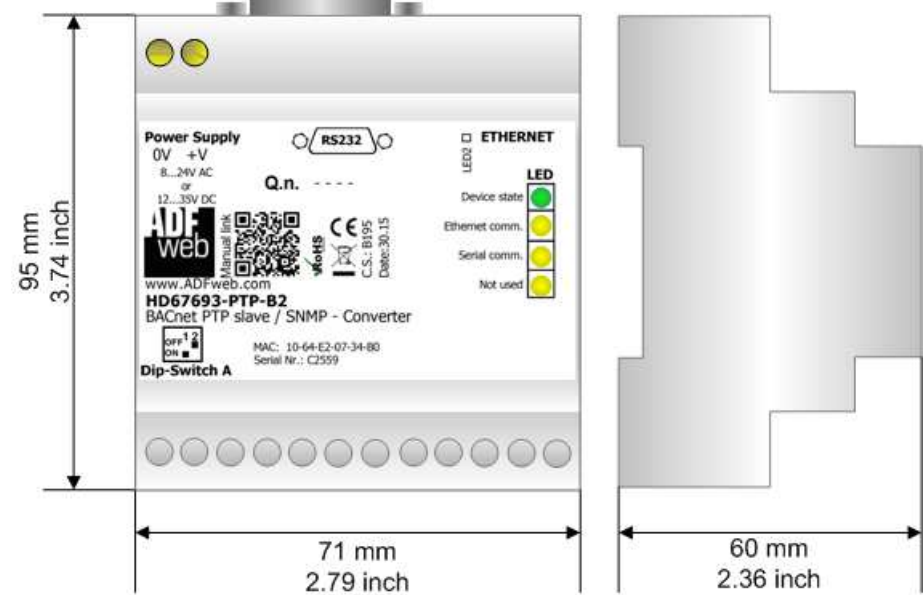 Power Supply
0V +V
8...24V AC
or
12...35V DC
RS232
Q.n. ----
ETHERNET
LED2
LED
Device state
Ethernet comm.
Serial comm.
Not used
ADF
web
Manual link
RoHS
CE
C.S.: B195
Date:30.15
www.ADFweb.com
HD67693-PTP-B2
BACnet PTP slave / SNMP - Converter
1 2
OFF
ON
Dip-Switch A
MAC: 10-64-E2-07-34-80
Serial Nr.: C2559
95 mm
3.74 inch
71 mm
2.79 inch
60 mm
2.36 inch